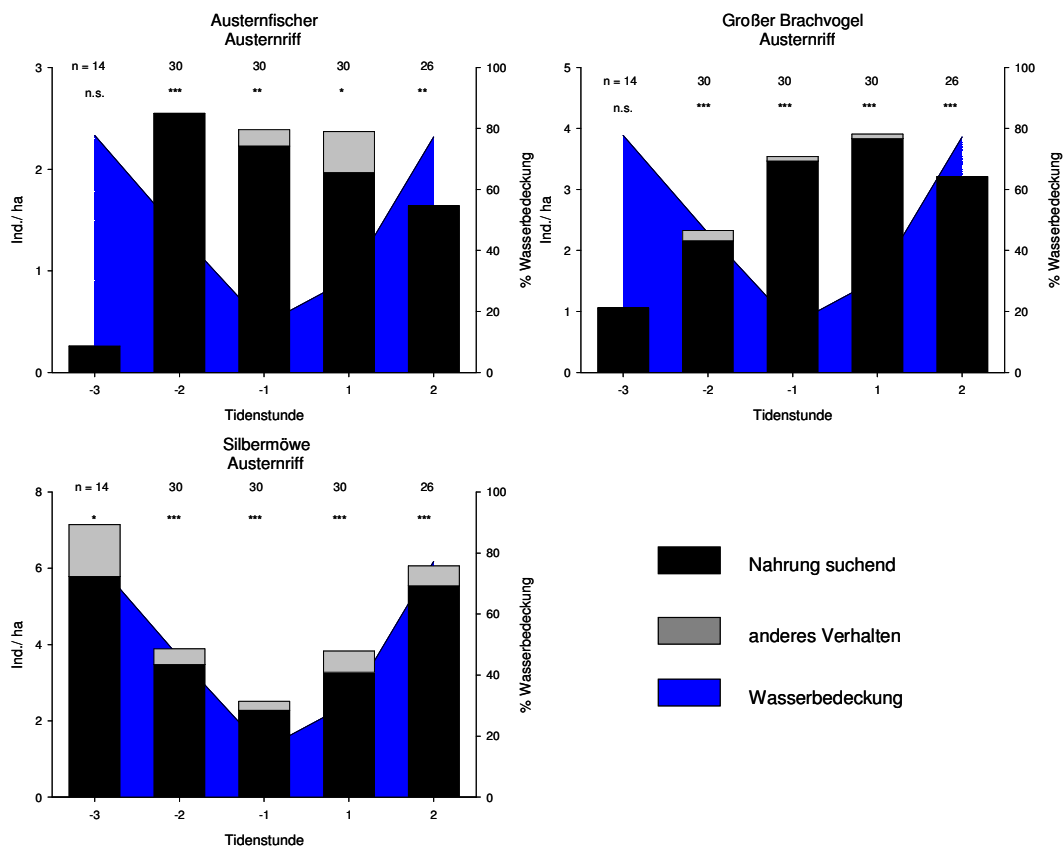 Austernfischer
Austernriff
n = 14 30 30 30 26
n.s. *** ** * **
3
2
1
0
100
80
60
40
20
0
Ind./ ha
% Wasserbedeckung
-3 -2 -1 1 2
Tidenstunde
Großer Brachvogel
Austernriff
n = 14 30 30 30 26
n.s. *** *** *** ***
5
4
3
2
1
0
100
80
60
40
20
0
Ind./ ha
% Wasserbedeckung
-3 -2 -1 1 2
Tidenstunde
Silbermöwe
Austernriff
n = 14 30 30 30 26
* *** *** *** ***
8
6
4
2
0
100
80
60
40
20
0
Ind./ ha
% Wasserbedeckung
-3 -2 -1 1 2
Tidenstunde
Nahrung suchend
anderes Verhalten
Wasserbedeckung